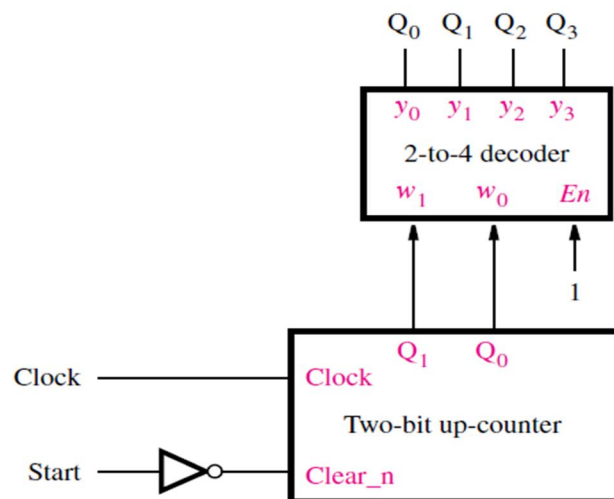 Q₀ Q₁ Q₂ Q₃
y₀ y₁ y₂ y₃
2-to-4 decoder
w₁ w₀ En
1
Q₁ Q₀
Clock Clock
Two-bit up-counter
Start Clear_n